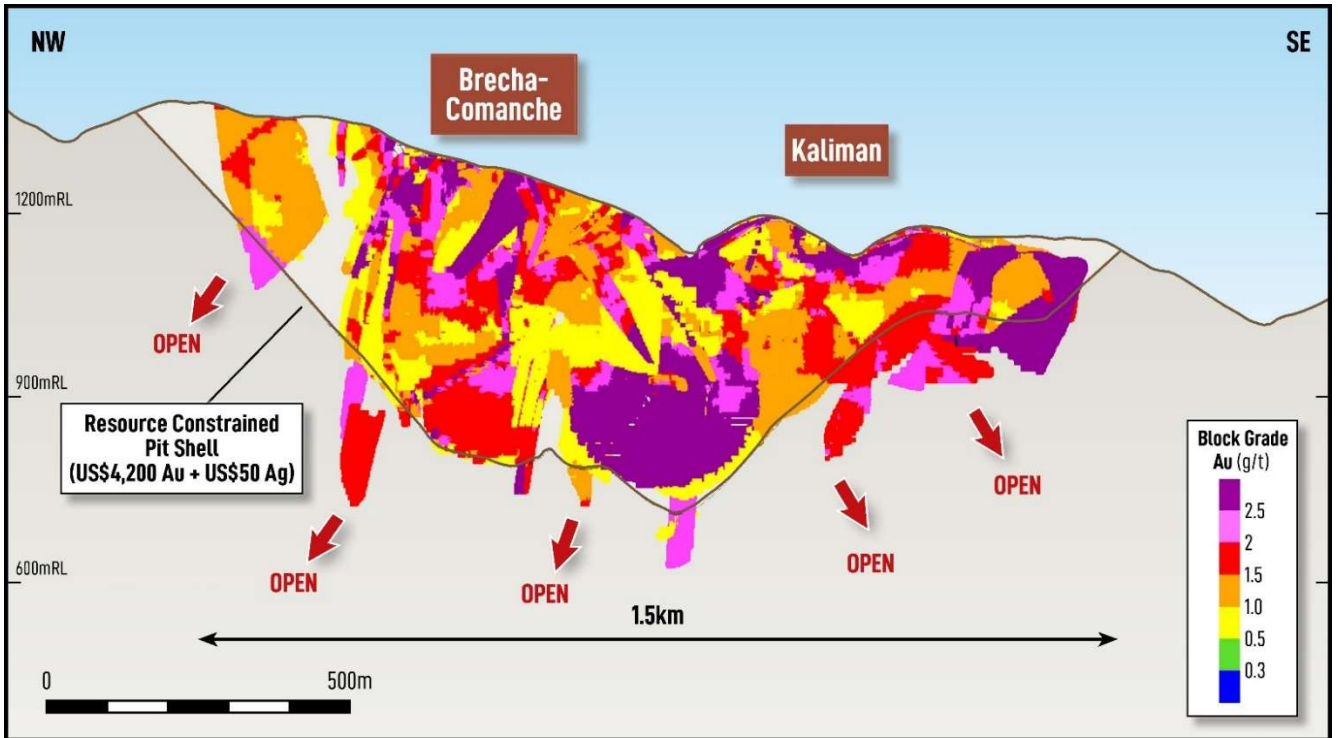 NW
SE
Brecha-
Comanche
Kaliman
1200mRL
900mRL
600mRL
OPEN
OPEN
OPEN
OPEN
OPEN
Resource Constrained
Pit Shell
(US$4,200 Au + US$50 Ag)
Block Grade
Au (g/t)
2.5
2
1.5
1.0
0.5
0.3
1.5km
0
500m